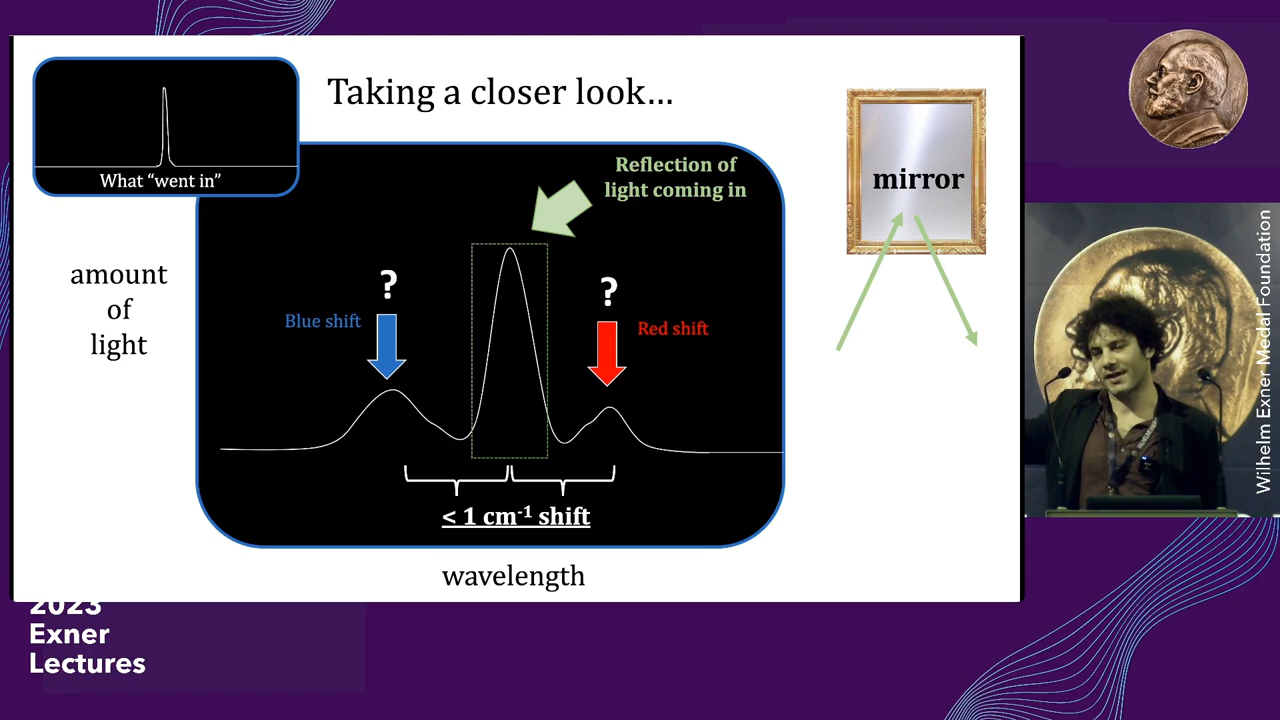 Taking a closer look...
What “went in”
Reflection of
light coming in
mirror
amount
of
light
?
Blue shift
?
Red shift
< 1 cm-1 shift
wavelength
2023
Exner
Lectures
Wilhelm Exner Medal Foundation